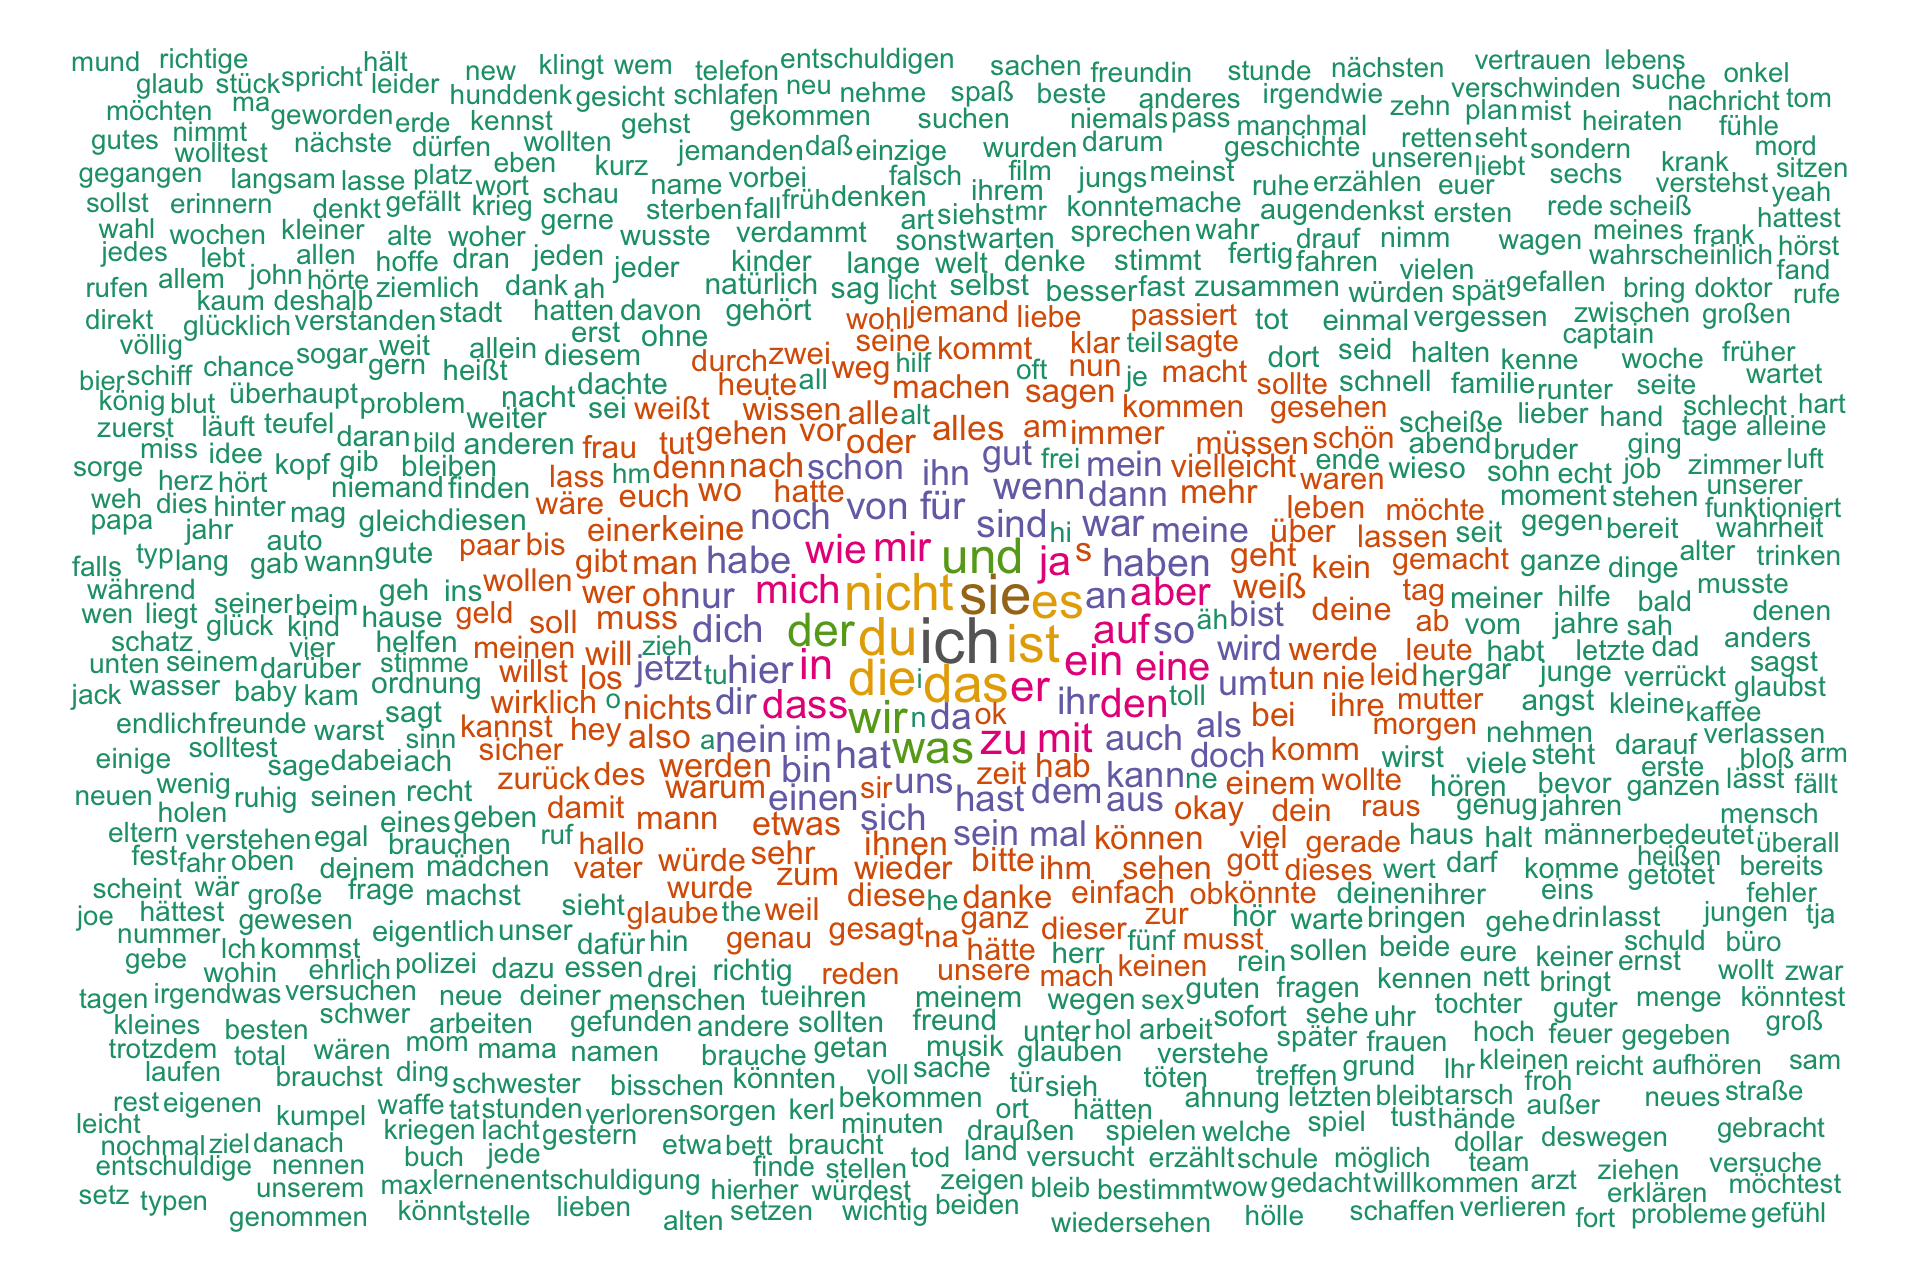 mund richtige hält new klingt wem telefon entschuldigen sachen freundin stunde nächsten vertrauen lebens
glaub stück spricht leider hund denk gesicht schlafen neu nehme spaß beste anderes irgendwie verschwinden suche onkel
möchten ma geworden erde kennst gehst gekommen suchen niemals pass manchmal zehn plan mist heiraten nachricht tom
gutes nimmt nächste dürfen wollten jemanden daß einzige wurden darum geschichte retten seht sondern fühle mord
wolltest eben kurz unseren liebt krank sitzen
gegangen langsam lasse platz wort schau name vorbei falsch film jungs meinst ruhe erzählen euer sechs verstehst yeah
sollst erinnern denkt gefällt krieg gerne sterben fall früh denken ihrem art siehst mr konnte mache augen denkst ersten rede scheiß hattest
wahl wochen kleiner alte woher wusste verdammt sonst warten sprechen wahr drauf nimm wagen meines frank hörst
jedes lebt allen hoffe dran jeden jeder kinder lange welt denke stimmt fertig fahren vielen wahrscheinlich fand
rufen allem john hörte ziemlich dank ah natürlich sag licht selbst besser fast zusammen würden spät gefallen bring doktor rufe
kaum deshalb stadt hatten davon gehört wohl jemand liebe passiert tot einmal vergessen zwischen großen
direkt glücklich verstanden erst ohne seine kommt klar teil sagte captain
völlig sogar weit allein diesem durch zwei weg hilf oft nun je macht dort seid halten kenne woche früher
bier schiff chance gern heißt dachte heute all machen sagen sollte schnell familie runter seite wartet
könig blut überhaupt problem nacht sei weißt wissen alle alt kommen gesehen scheiße lieber hand schlecht hart
zuerst läuft teufel weiter daran bild anderen frau tut gehen vor oder alles am immer müssen schön abend bruder ging tage alleine
miss idee kopf gib bleiben lass hm denn nach schon ihn gut frei mein vielleicht ende wieso sohn echt job zimmer luft
sorge herz hört niemand finden wäre euch wo hatte wenn dann mehr waren moment stehen unserer
weh dies hinter mag gleich diesen noch von für sind hi war meine leben möchte gegen bereit funktioniert
papa jahr einer keine über lassen seit wahrheit
auto typ lang gab wann gute paar bis gibt man habe wie mir und ja s haben geht kein gemacht ganze dinge alter trinken
falls während geh ins wollen wer oh nur mich nicht sie es an aber weiß tag meiner hilfe bald musste
wen liegt seiner beim hause geld soll muss dich der du ich ist auf so äh bist deine ab vom jahre sah denen
schatz glück kind vier helfen meinen will zieh wird werde leute habt letzte dad anders
unten seinem darüber stimme willst los jetzt tu hier in die i das ein eine um tun nie leid her gar junge verrückt sagst
jack wasser baby kam ordnung wirklich o nichts dir dass er ihr den toll ihre mutter angst kleine glaubst
endlich freunde warst sagt kannst hey also wir n da ok bei morgen nehmen kaffee
einige solltest sinn sicher a nein im hat was zu mit auch als doch komm wirst viele steht darauf verlassen
sage dabei ach zurück des werden bin uns zeit hab kann ne einem wollte erste bloß arm
neuen wenig ruhig seinen recht warum einen sir hast dem aus okay dein raus hören bevor ganzen lässt fällt
holen eines geben damit mann etwas sich genug jahren mensch
eltern verstehen egal brauchen ruf hallo ihnen sein mal können viel gerade haus halt männer bedeutet überall
fest fahr oben deinem mädchen vater würde sehr zum wieder bitte ihm sehen gott dieses wert darf komme heißen getötet bereits
scheint wär große frage machst wurde diese he danke einfach ob könnte deinen ihrer eins fehler
joe hättest gewesen sieht glaube the weil ganz zur hör warte bringen gehe drin lasst jungen tja
nummer lch kommst eigentlich unser dafür hin genau gesagt na hätte dieser fünf musst schuld büro
gebe wohin ehrlich polizei dazu essen drei richtig reden unsere herr mach keinen rein sollen beide eure keiner ernst wollt zwar
tagen irgendwas versuchen neue deiner menschen tue ihren meinem wegen sex guten fragen kennen nett bringt menge könntest
kleines besten schwer arbeiten gefunden andere sollten freund unter hol arbeit sofort sehe uhr tochter guter groß
trotzdem total wären mom mama namen brauche getan musik glauben verstehe später frauen hoch feuer gegeben
laufen brauchst ding schwester bisschen könnten voll sache tür sieh töten treffen grund lhr kleinen reicht aufhören sam
rest eigenen kumpel waffe tat stunden verloren sorgen kerl bekommen ort hätten ahnung letzten bleibt arsch froh außer neues straße
leicht kriegen lacht gestern minuten draußen spielen welche spiel tust hände
nochmal ziel danach buch jede etwa bett braucht tod land versucht erzählt schule möglich dollar deswegen gebracht
entschuldige nennen finde stellen team ziehen versuche
setz typen unserem max lernen entschuldigung hierher würdest zeigen bleib bestimmt wow gedacht willkommen arzt erklären möchtest
genommen könnt stelle lieben alten setzen wichtig beiden wiedersehen hölle schaffen verlieren fort probleme gefühl